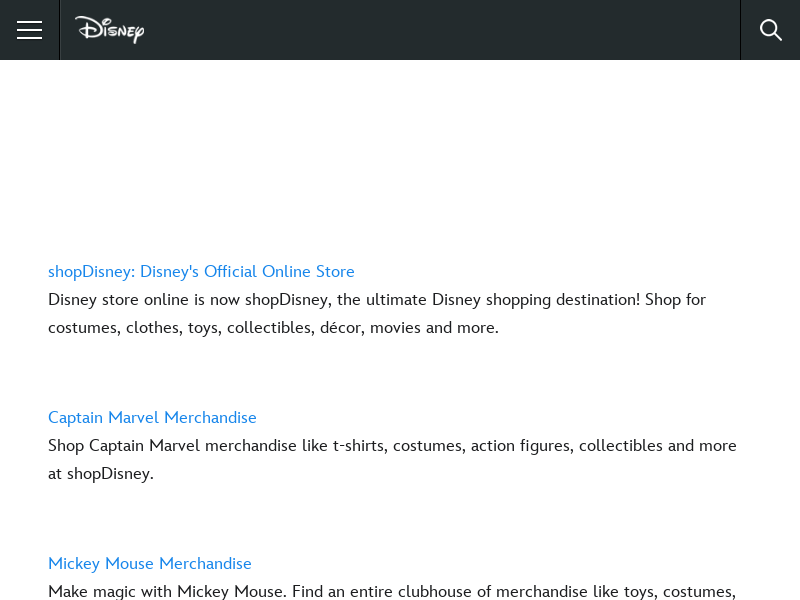 Disney
shopDisney: Disney's Official Online Store
Disney store online is now shopDisney, the ultimate Disney shopping destination! Shop for
costumes, clothes, toys, collectibles, décor, movies and more.
Captain Marvel Merchandise
Shop Captain Marvel merchandise like t-shirts, costumes, action figures, collectibles and more
at shopDisney.
Mickey Mouse Merchandise
Make magic with Mickey Mouse. Find an entire clubhouse of merchandise like toys, costumes,